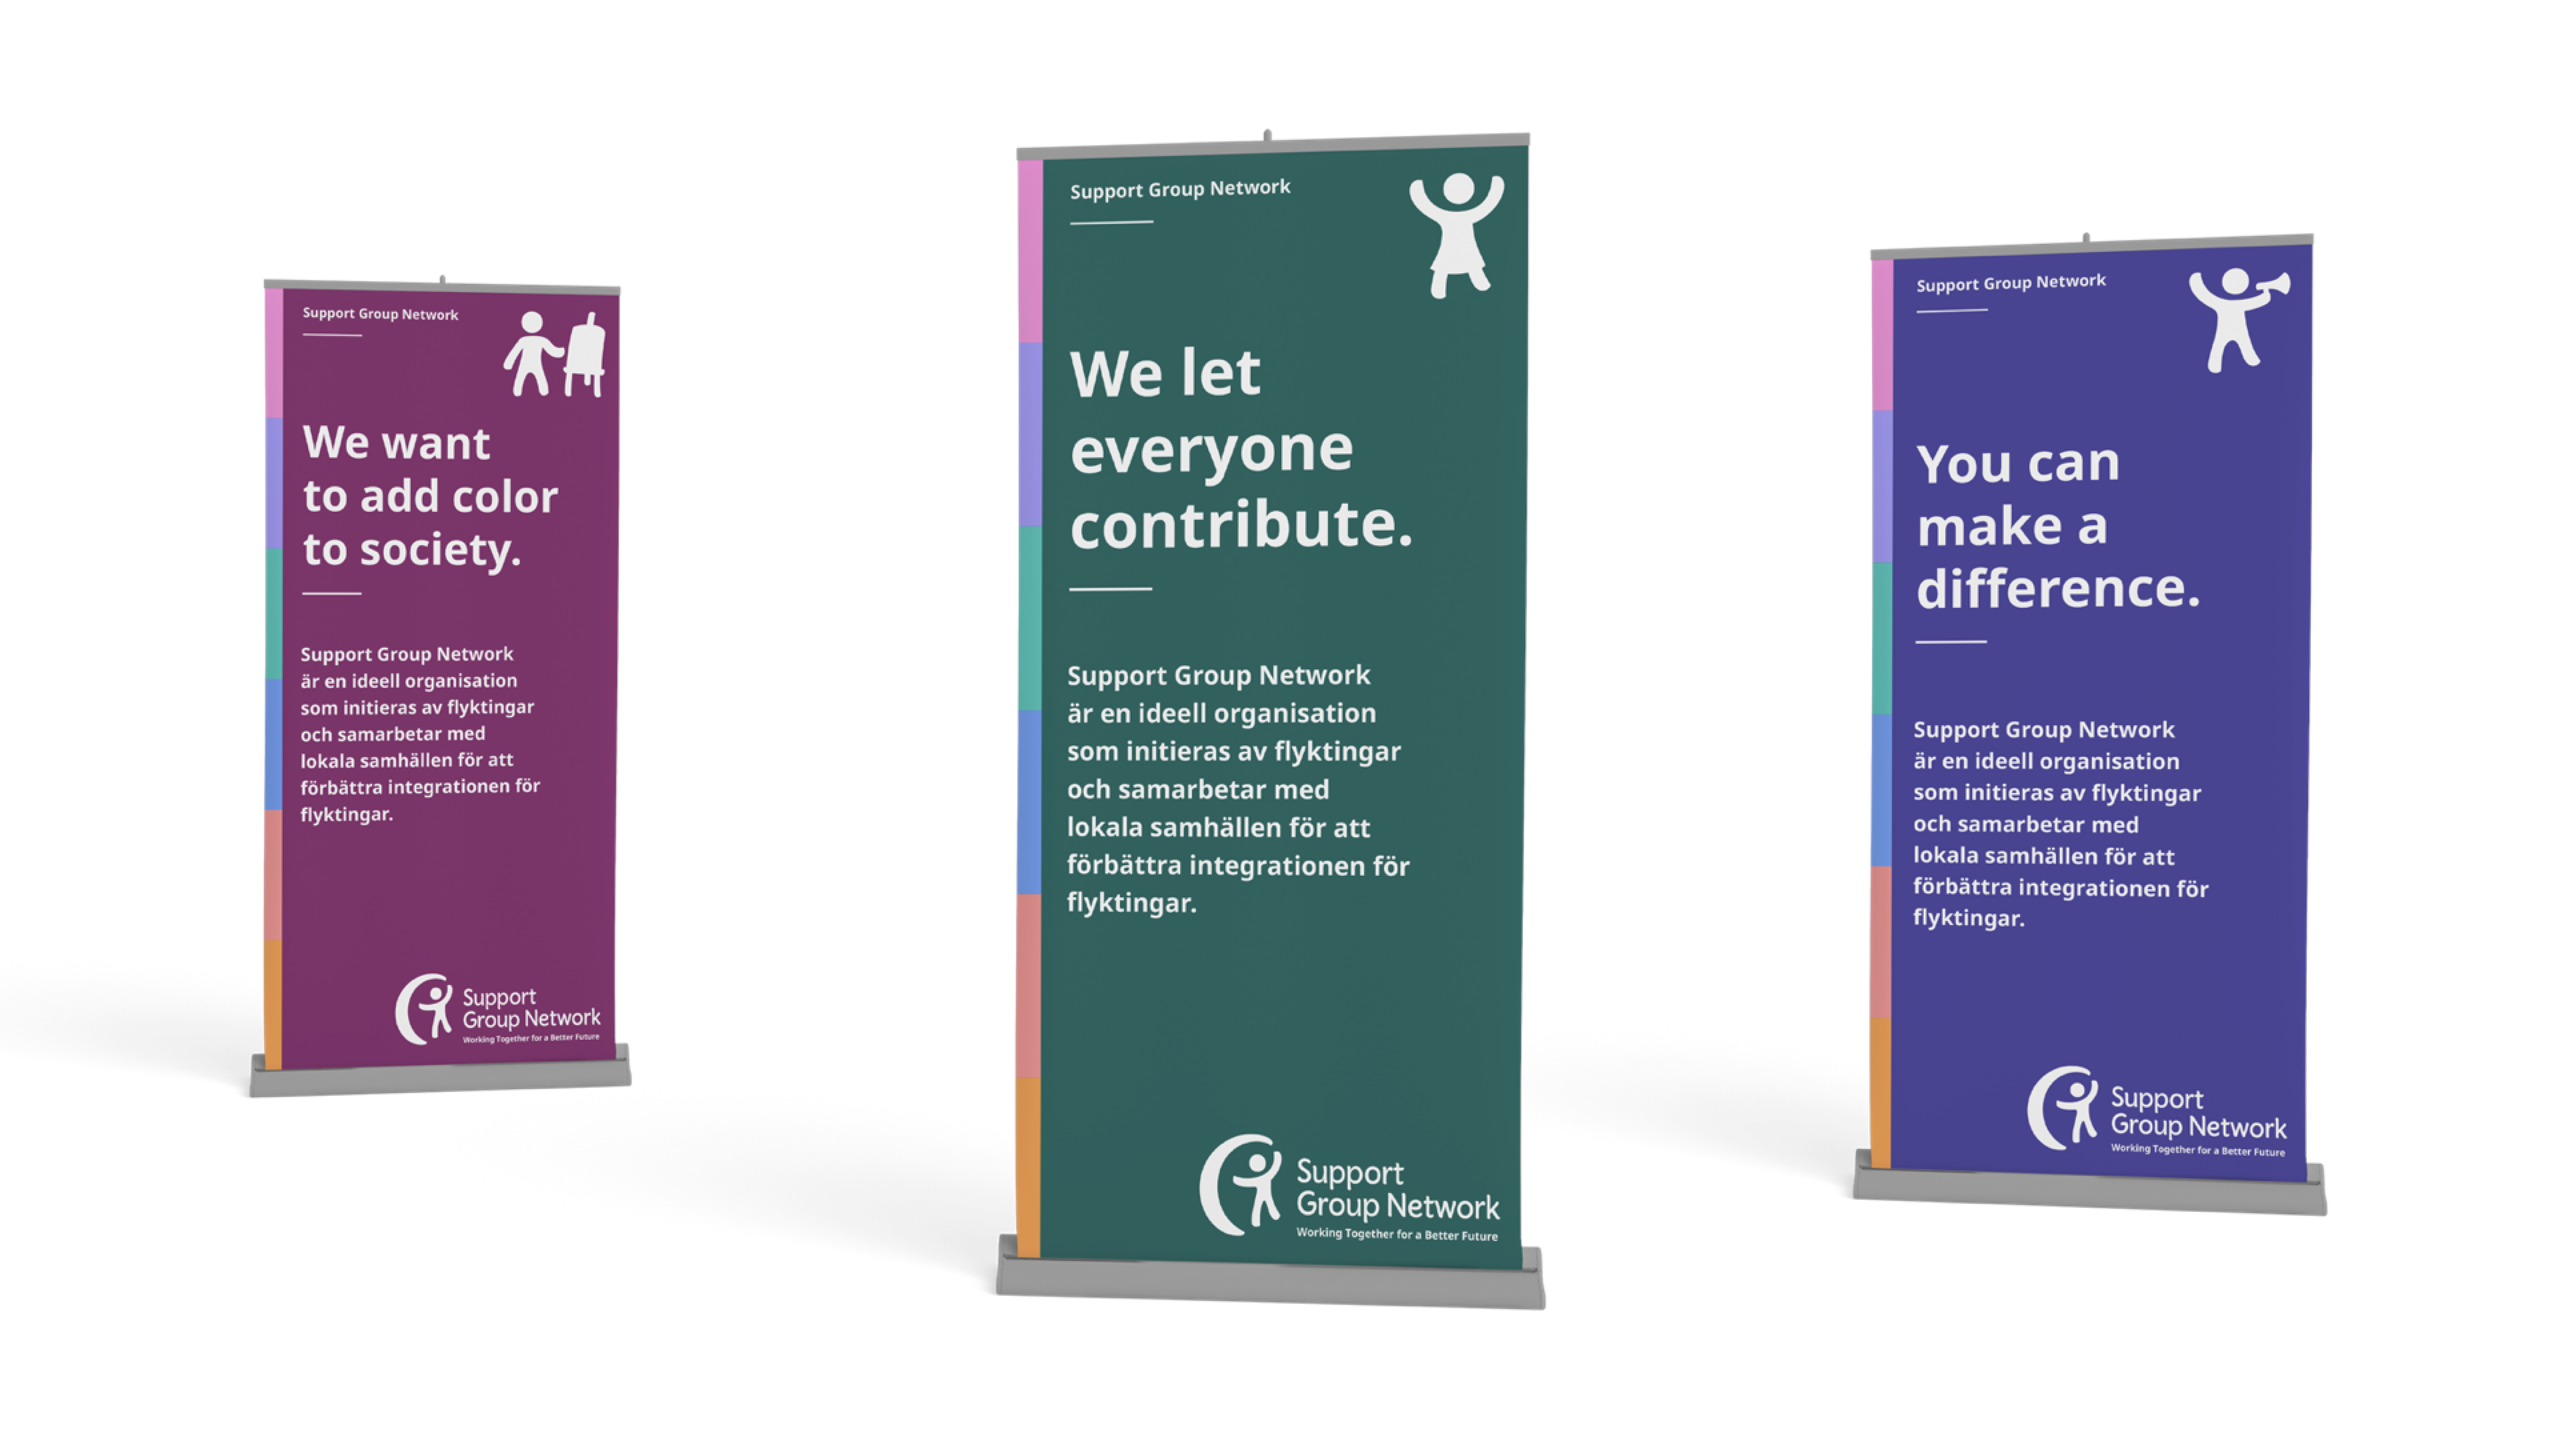 Support Group Network
We want
to add color
to society.
Support Group Network
är en ideell organisation
som initieras av flyktingar
och samarbetar med
lokala samhällen för att
förbättra integrationen för
flyktingar.
Support
Group Network
Working Together for a Better Future
Support Group Network
We let
everyone
contribute.
Support Group Network
är en ideell organisation
som initieras av flyktingar
och samarbetar med
lokala samhällen för att
förbättra integrationen för
flyktingar.
Support
Group Network
Working Together for a Better Future
Support Group Network
You can
make a
difference.
Support Group Network
är en ideell organisation
som initieras av flyktingar
och samarbetar med
lokala samhällen för att
förbättra integrationen för
flyktingar.
Support
Group Network
Working Together for a Better Future